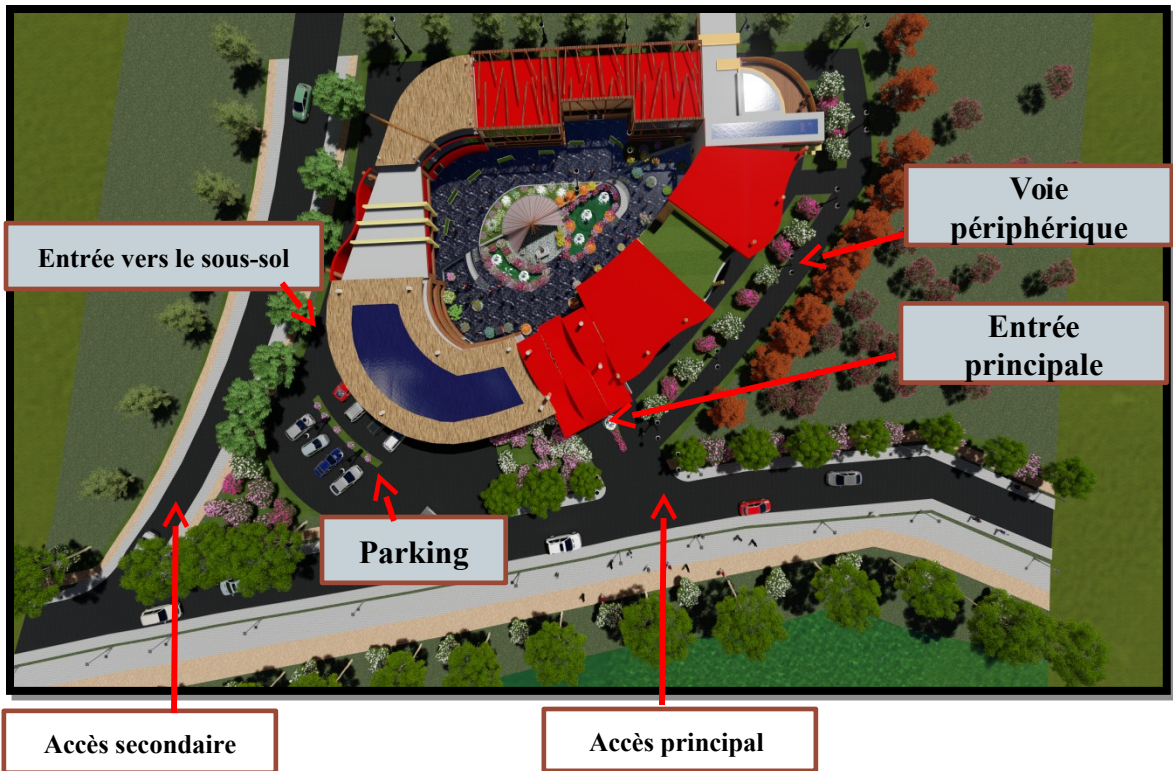 Voie
périphérique
Entrée vers le sous-sol
Entrée
principale
Parking
Accès secondaire
Accès principal